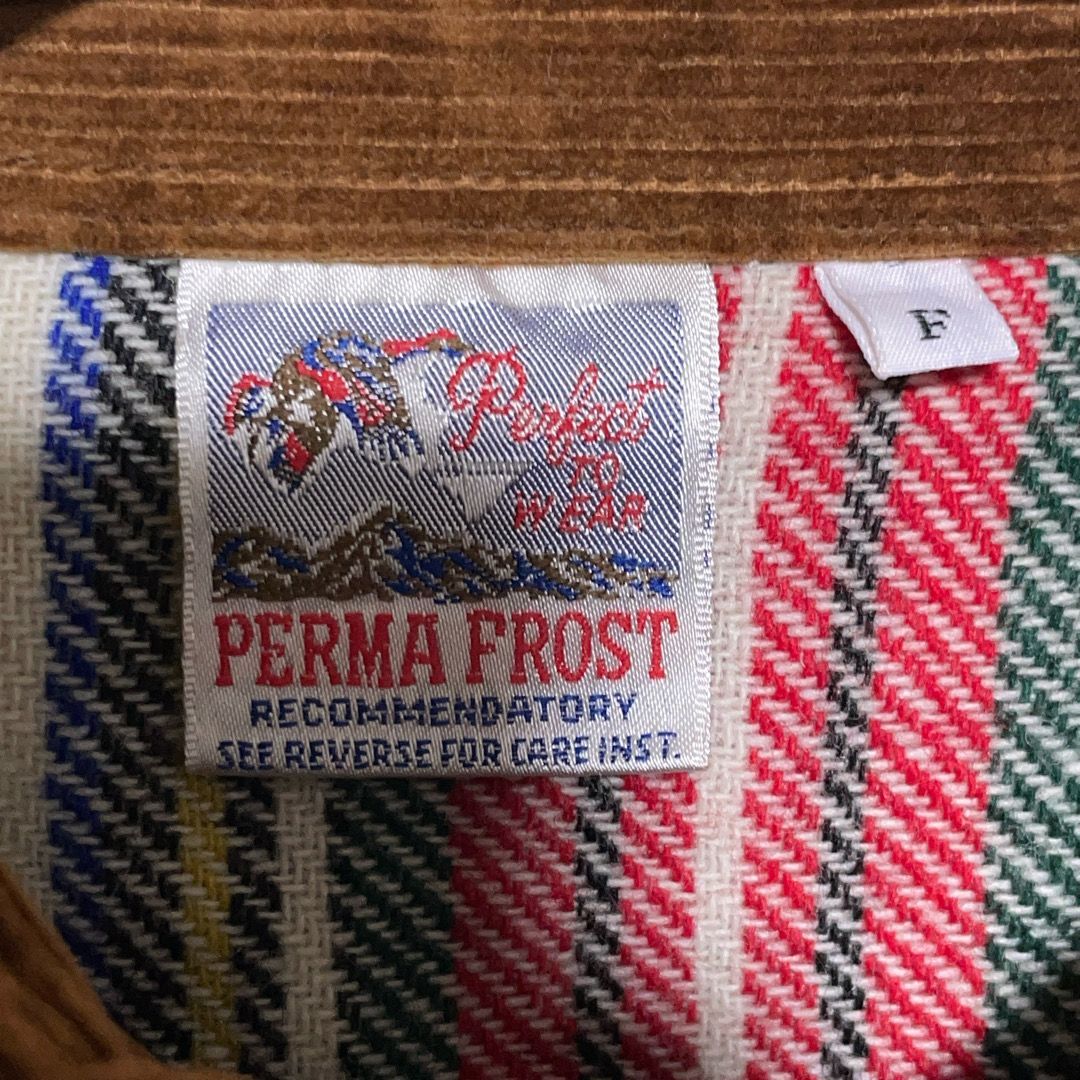 Perfect
TO
WEAR
PERMA FROST
RECOMMENDATORY
SEE REVERSE FOR CARE INST.
F